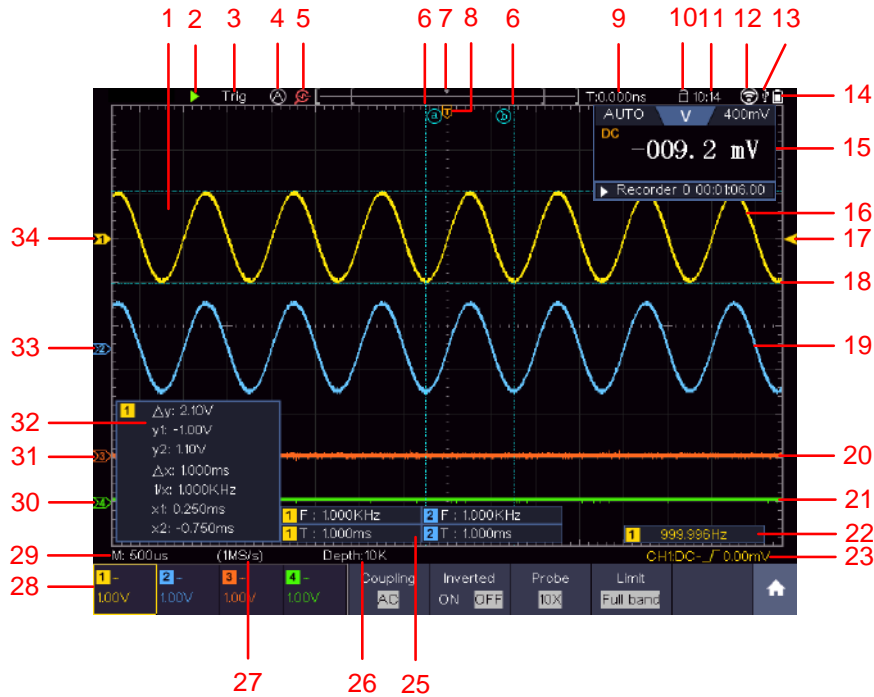 1 2 3 4 5 6 7 8 6 9 10 11 12 13
Trig A T:0.000ns 10:14
14
a T b
AUTO V 400mV
DC
-009.2 mV
15
Recorder 0 00:01:06.00
16
34 1 17
18
33 2 19
1 △y: 2.10V
32
y1: -1.00V
y2: 1.10V
31 3 20
△x: 1.000ms
1/x: 1.000KHz
30 4 21
x1: 0.250ms
x2: -0.750ms
1 F : 1.000KHz 2 F : 1.000KHz
1 T : 1.000ms 2 T : 1.000ms
1 999.996Hz 22
29 M: 500us (1MS/s) Depth:10K CH1:DC- 0.00mV 23
28
1 - 2 - 3 - 4 - Coupling Inverted Probe Limit
1.00V 1.00V 1.00V 1.00V AC ON OFF 10X Full band
27 26 25